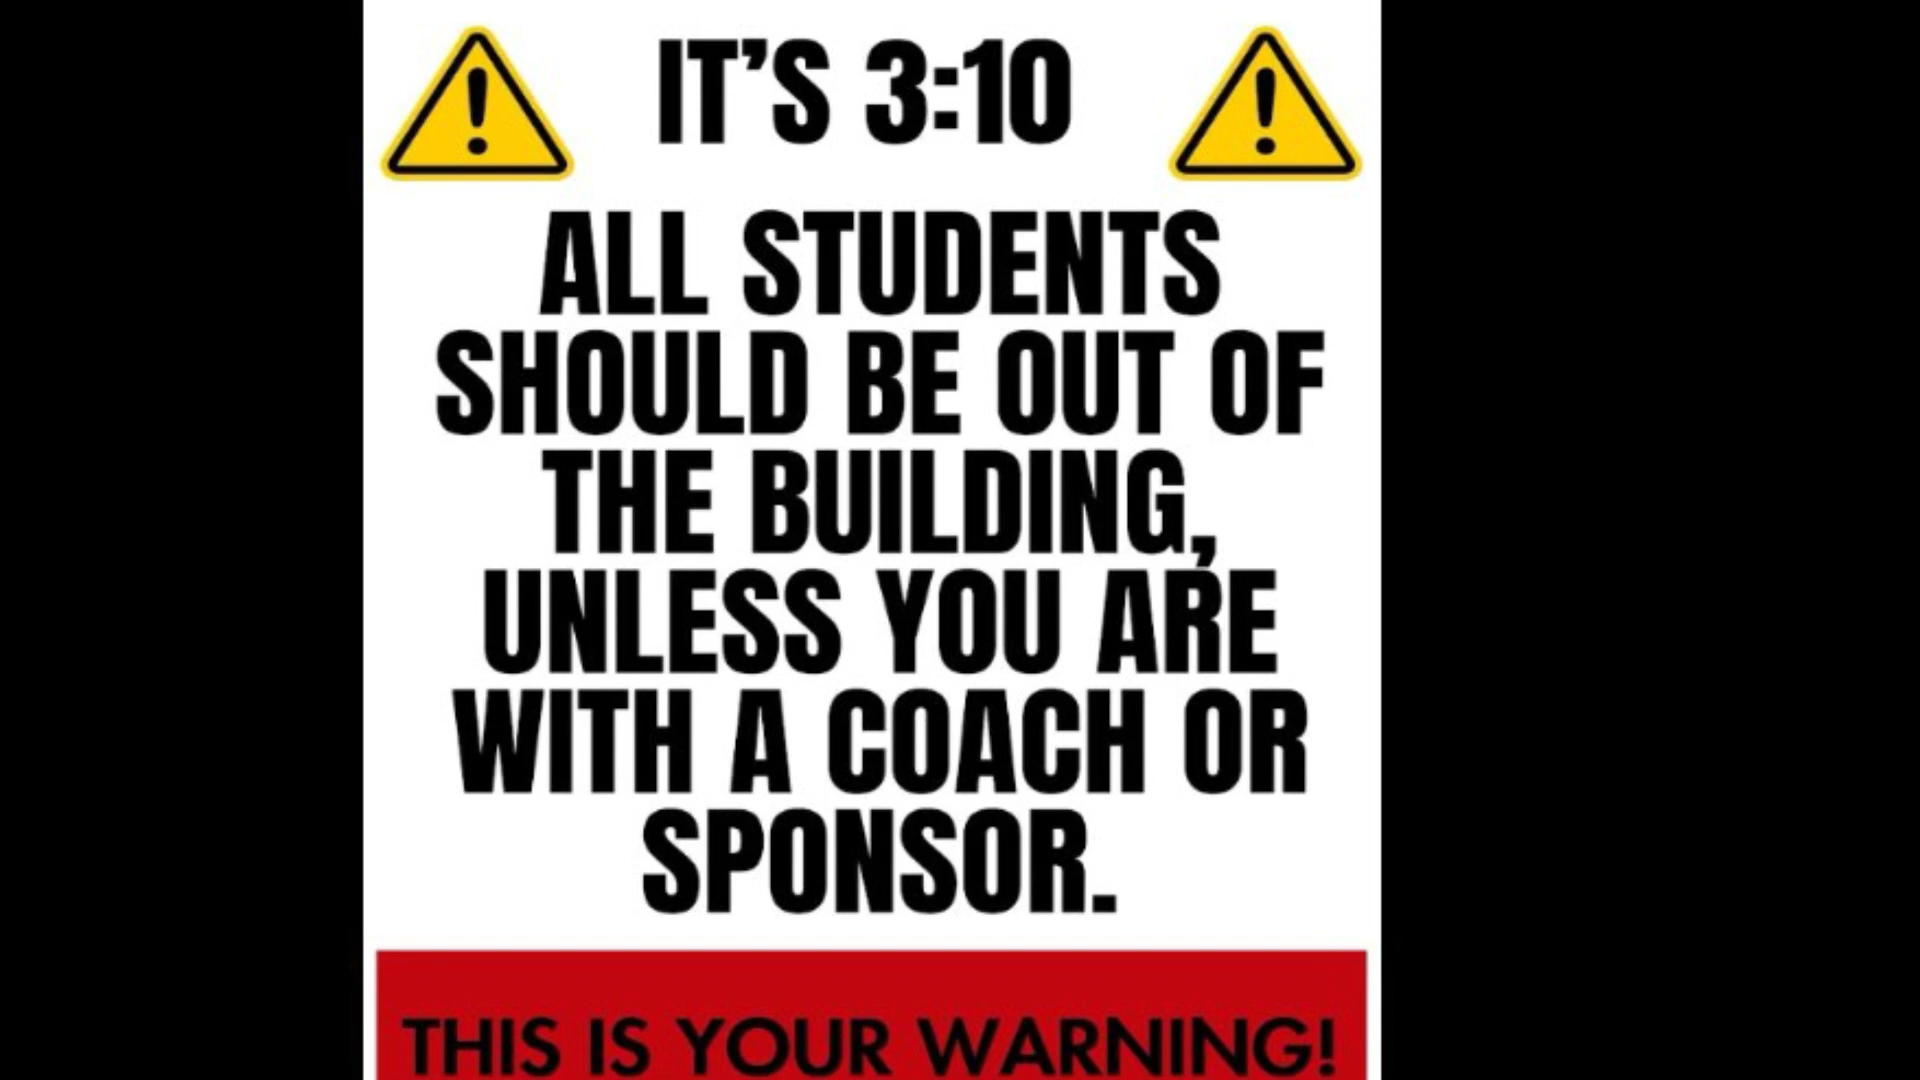 IT’S 3:10
ALL STUDENTS
SHOULD BE OUT OF
THE BUILDING,
UNLESS YOU ARE
WITH A COACH OR
SPONSOR.
THIS IS YOUR WARNING!